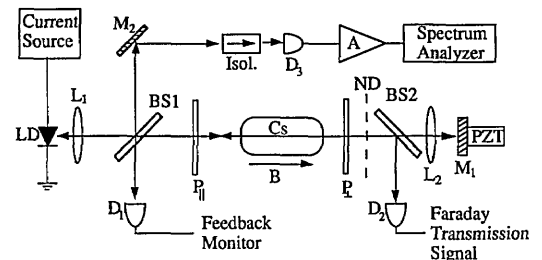 Current
Source
M₂
Isol.
D₃
A
Spectrum
Analyzer
L₁
BS1
ND
BS2
LD
Cs
PZT
P∥
B
P⊥
L₂
M₁
D₁
Feedback
Monitor
D₂
Faraday
Transmission
Signal